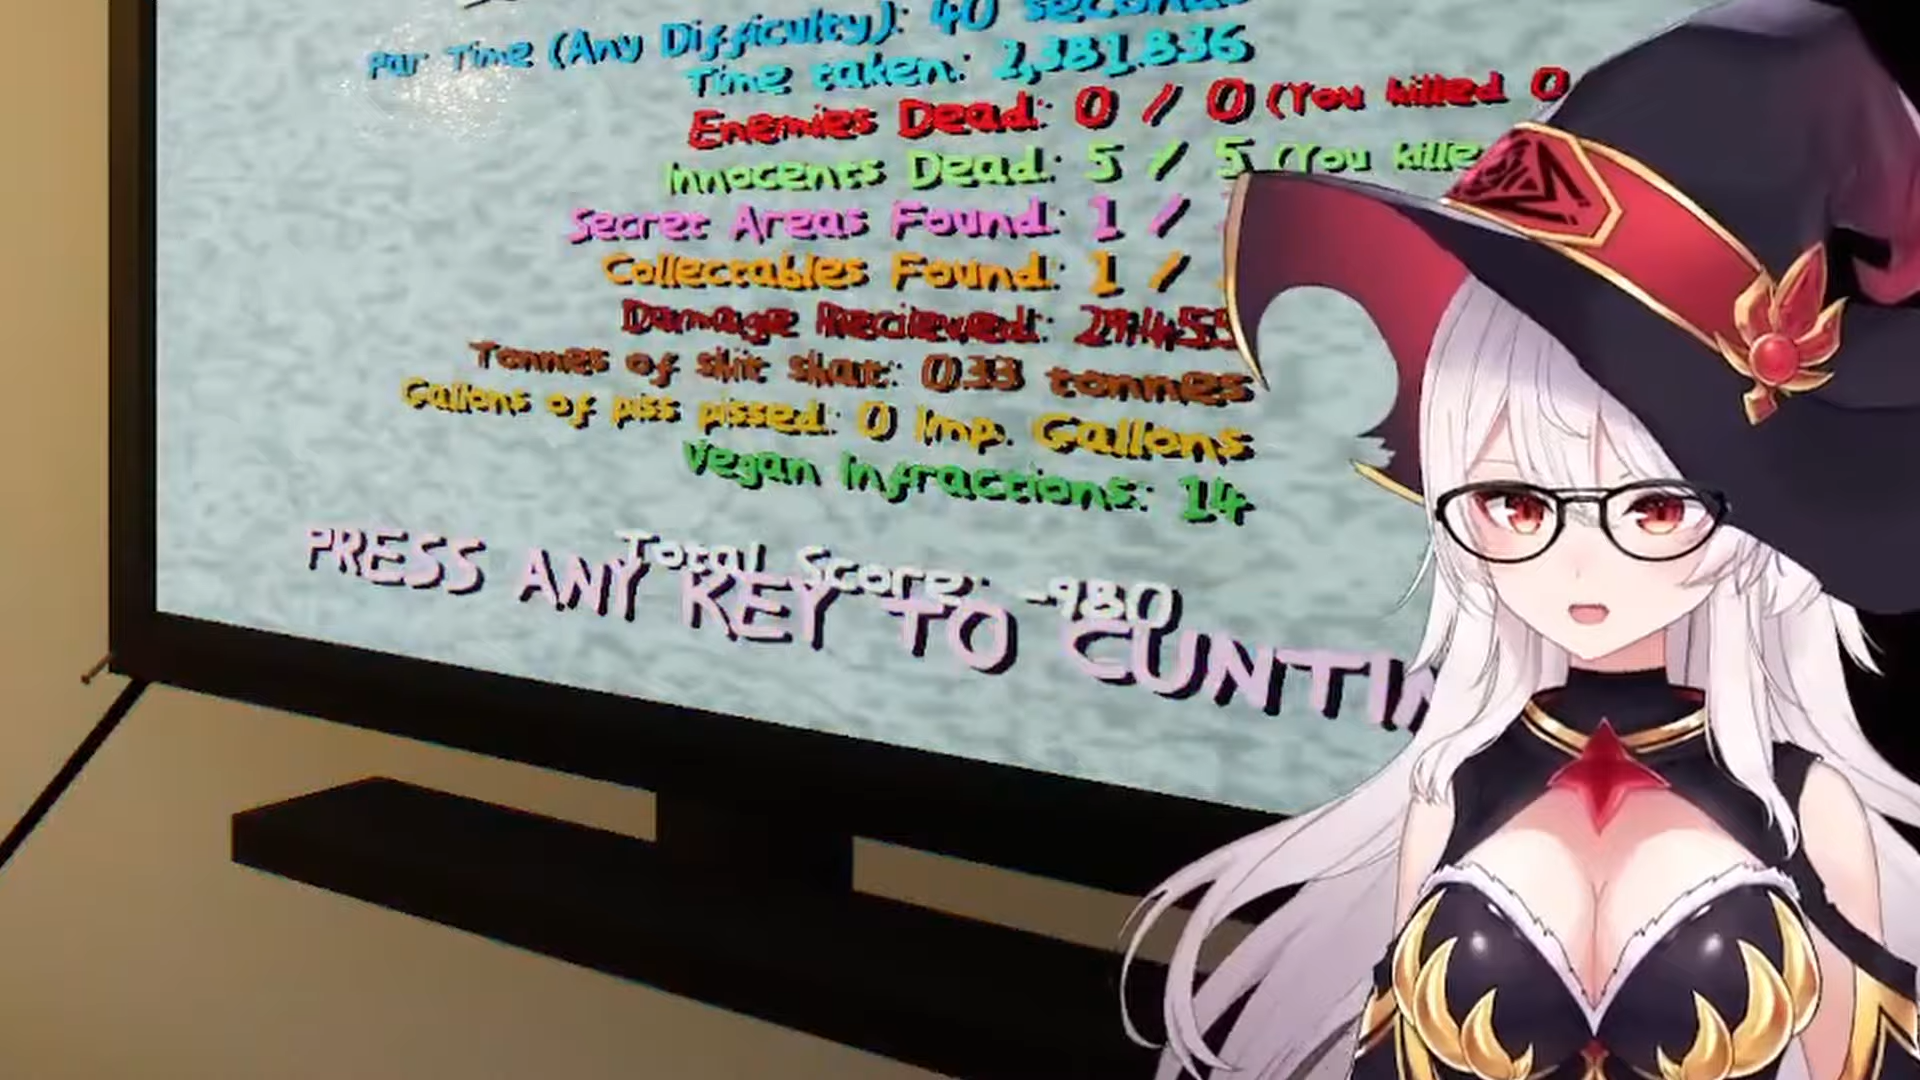 Par Time (Any Difficulty): 40 seconds
Time taken: 2,381.836
Enemies Dead: 0 / 0 (You killed 0
Innocents Dead: 5 / 5 (You kille
Secret Areas Found: 1 /
Collectables Found: 1 /
Damage Recieved:
Tonnes of shit shat: 0.33 tonnes
Gallons of piss pissed: 0 Imp. Gallons
Vegan Infractions: 14
Total Score: -980
PRESS ANY KEY TO CUNTIN